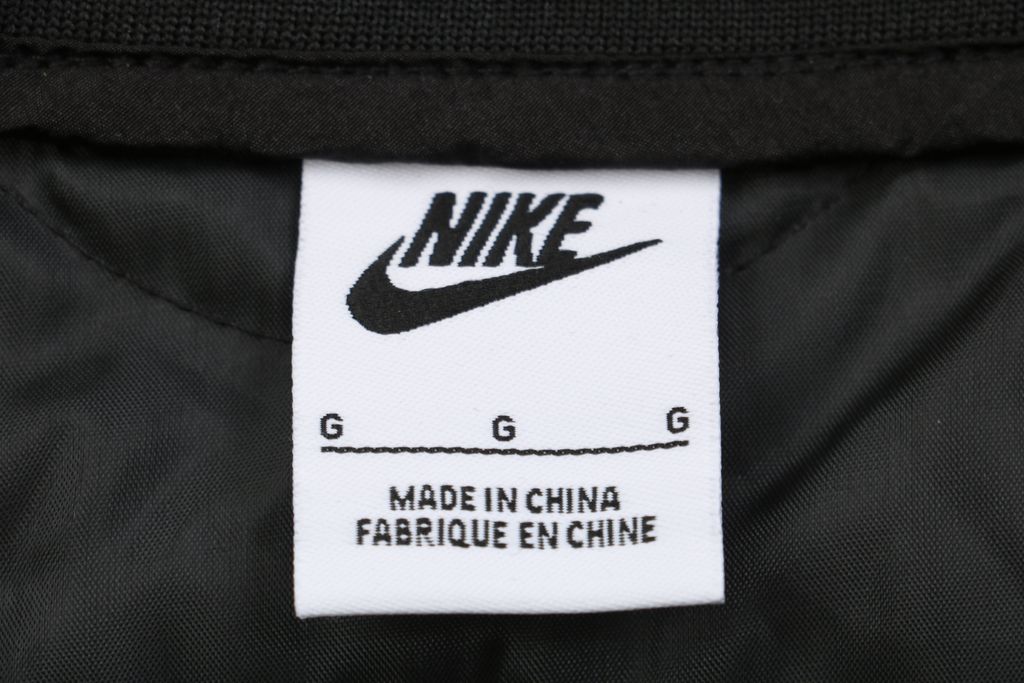 NIKE
G G G
MADE IN CHINA
FABRIQUE EN CHINE